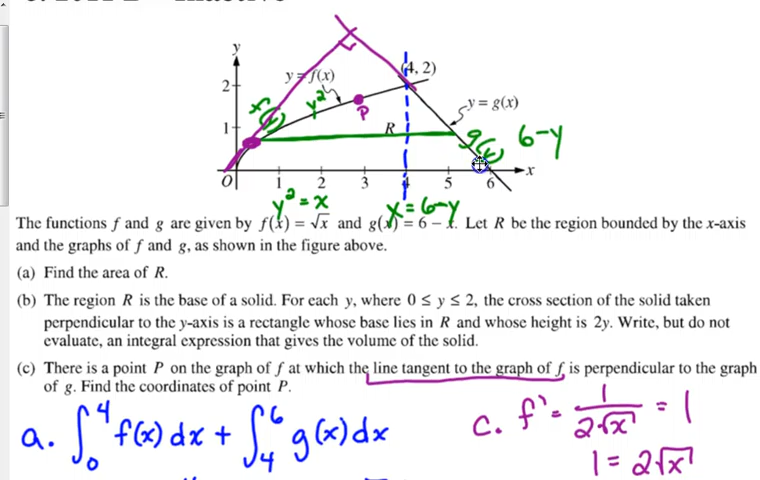 y
(4, 2)
2
y = f(x)
y²
P
y = g(x)
1
R
6-y
O
1
2
3
4
5
6
x
y² = x
x = 6-y
The functions f and g are given by f(x) = √x and g(x) = 6 − x. Let R be the region bounded by the x-axis
and the graphs of f and g, as shown in the figure above.
(a) Find the area of R.
(b) The region R is the base of a solid. For each y, where 0 ≤ y ≤ 2, the cross section of the solid taken
perpendicular to the y-axis is a rectangle whose base lies in R and whose height is 2y. Write, but do not
evaluate, an integral expression that gives the volume of the solid.
(c) There is a point P on the graph of f at which the line tangent to the graph of f is perpendicular to the graph
of g. Find the coordinates of point P.
a. ∫₀⁴ f(x) dx + ∫₄⁶ g(x) dx
c. f' = 1/(2√x) = 1
1 = 2√x